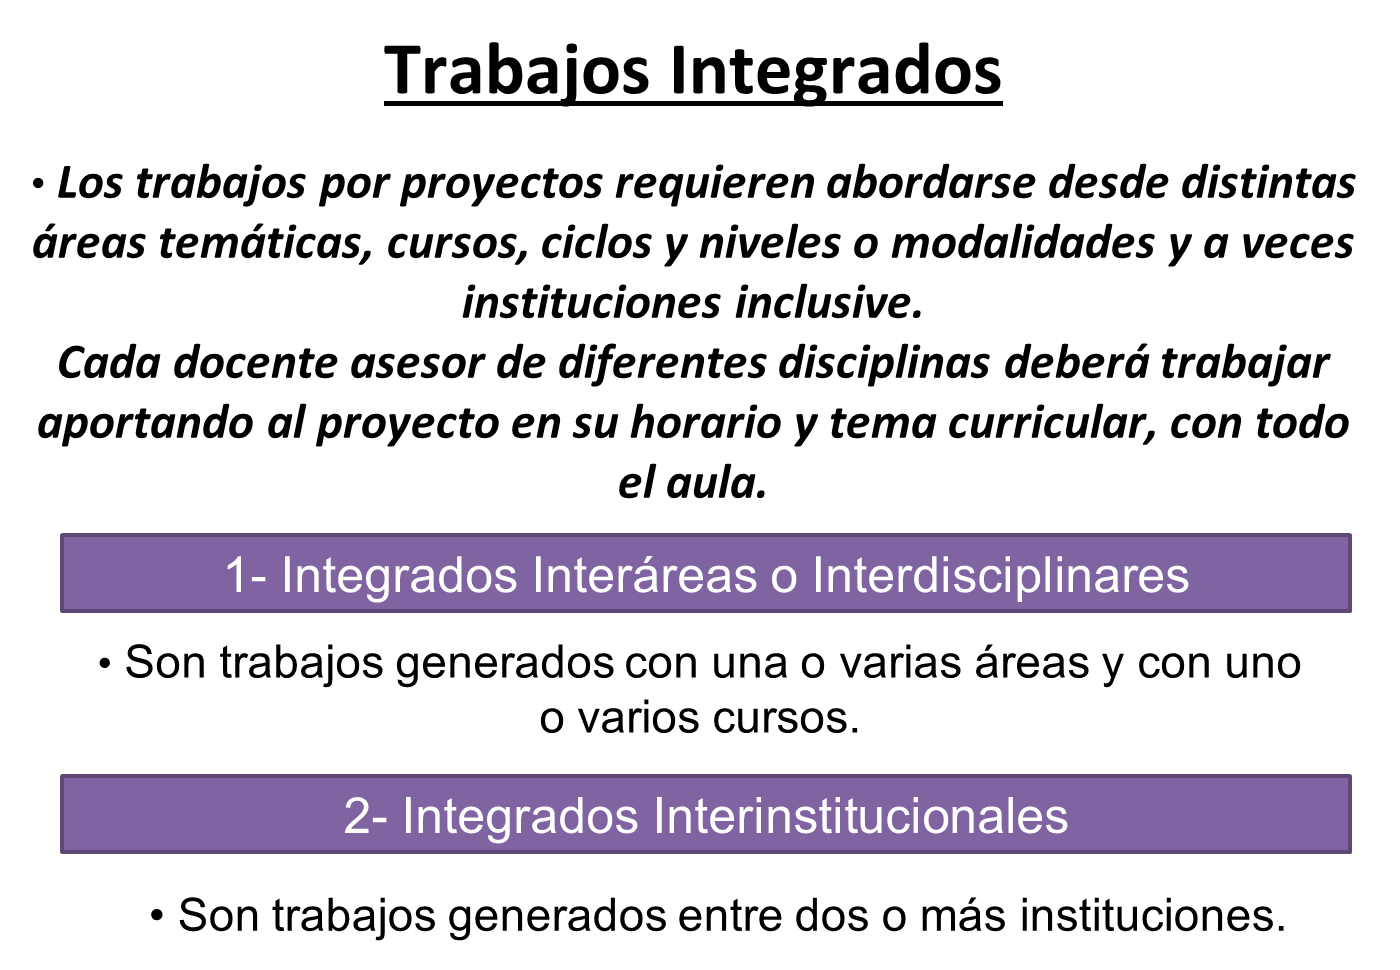 Trabajos Integrados
• Los trabajos por proyectos requieren abordarse desde distintas
áreas temáticas, cursos, ciclos y niveles o modalidades y a veces
instituciones inclusive.
Cada docente asesor de diferentes disciplinas deberá trabajar
aportando al proyecto en su horario y tema curricular, con todo
el aula.
1- Integrados Interáreas o Interdisciplinares
• Son trabajos generados con una o varias áreas y con uno
o varios cursos.
2- Integrados Interinstitucionales
• Son trabajos generados entre dos o más instituciones.